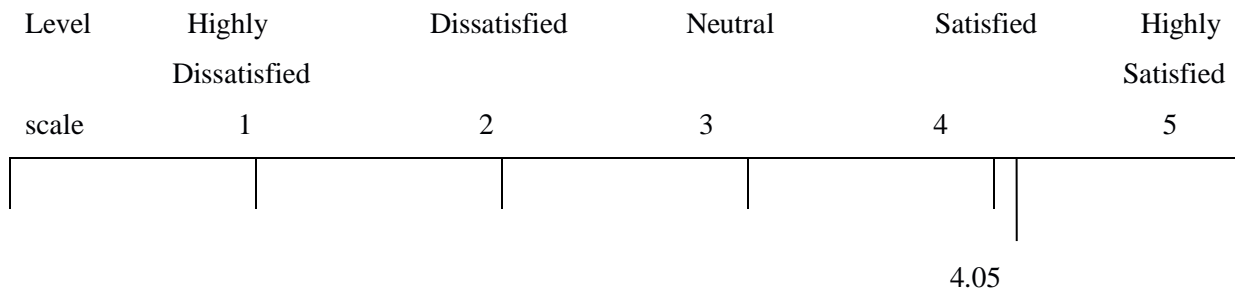 Level Highly Dissatisfied Neutral Satisfied Highly
Dissatisfied Satisfied
scale 1 2 3 4 5
4.05